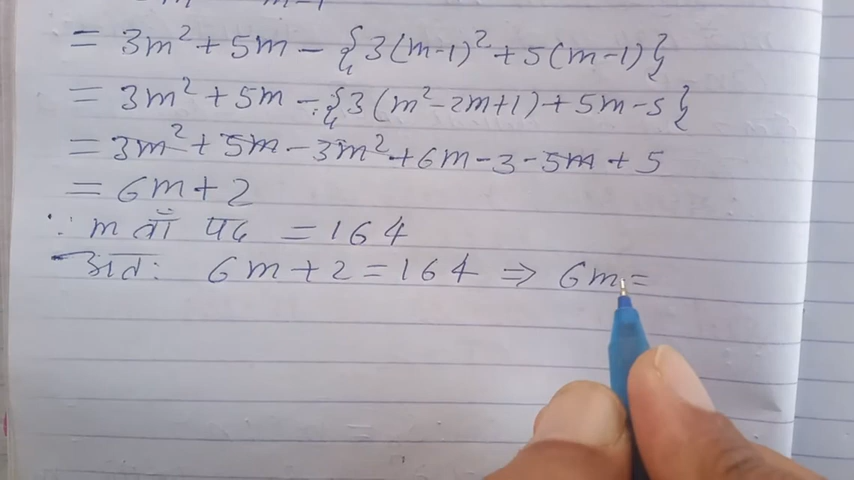 = 3m² + 5m - {3(m-1)² + 5(m-1)}
= 3m² + 5m - {3(m² - 2m + 1) + 5m - 5}
= 3m² + 5m - 3m² + 6m - 3 - 5m + 5
= 6m + 2
∵ m वाँ पद = 164
अतः 6m + 2 = 164 ⇒ 6m =